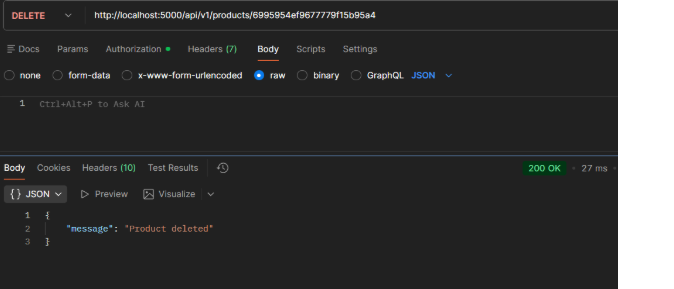 DELETE http://localhost:5000/api/v1/products/6995954ef9677779f15b95a4
Docs Params Authorization Headers (7) Body Scripts Settings
none form-data x-www-form-urlencoded raw binary GraphQL JSON
1 Ctrl+Alt+P to Ask AI
Body Cookies Headers (10) Test Results 200 OK 27 ms
{} JSON Preview Visualize
1 {
2 "message": "Product deleted"
3 }